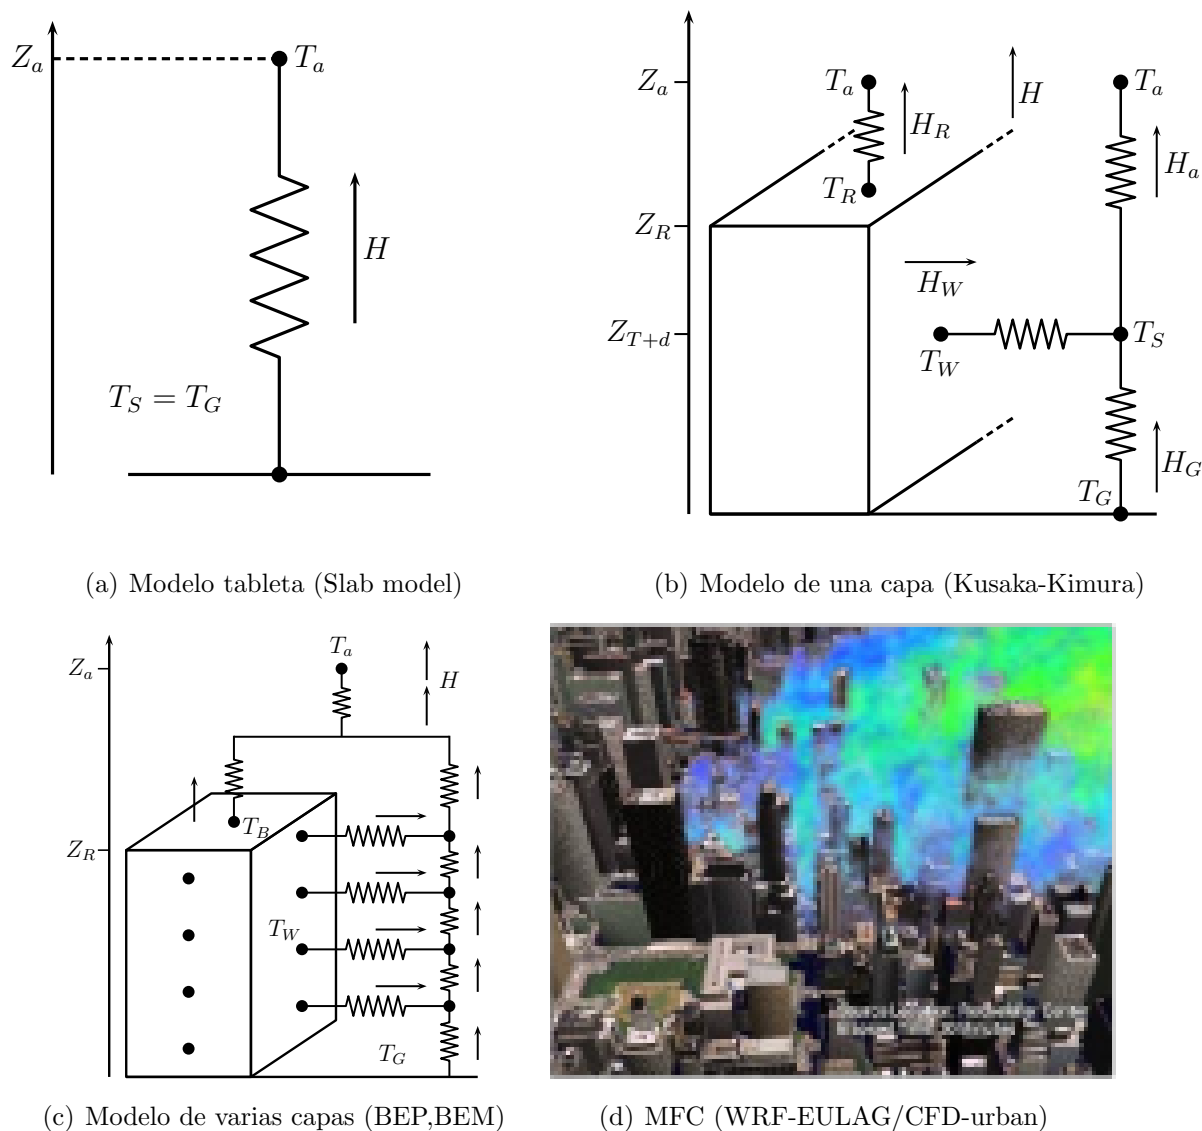 Z_a
T_a
H
T_S = T_G
(a) Modelo tableta (Slab model)
Z_a
T_a
H_R
H
T_a
H_a
T_R
Z_R
H_W
Z_{T+d}
T_W
T_S
T_G
H_G
(b) Modelo de una capa (Kusaka-Kimura)
Z_a
T_a
H
T_B
Z_R
T_W
T_G
(c) Modelo de varias capas (BEP,BEM)
(d) MFC (WRF-EULAG/CFD-urban)